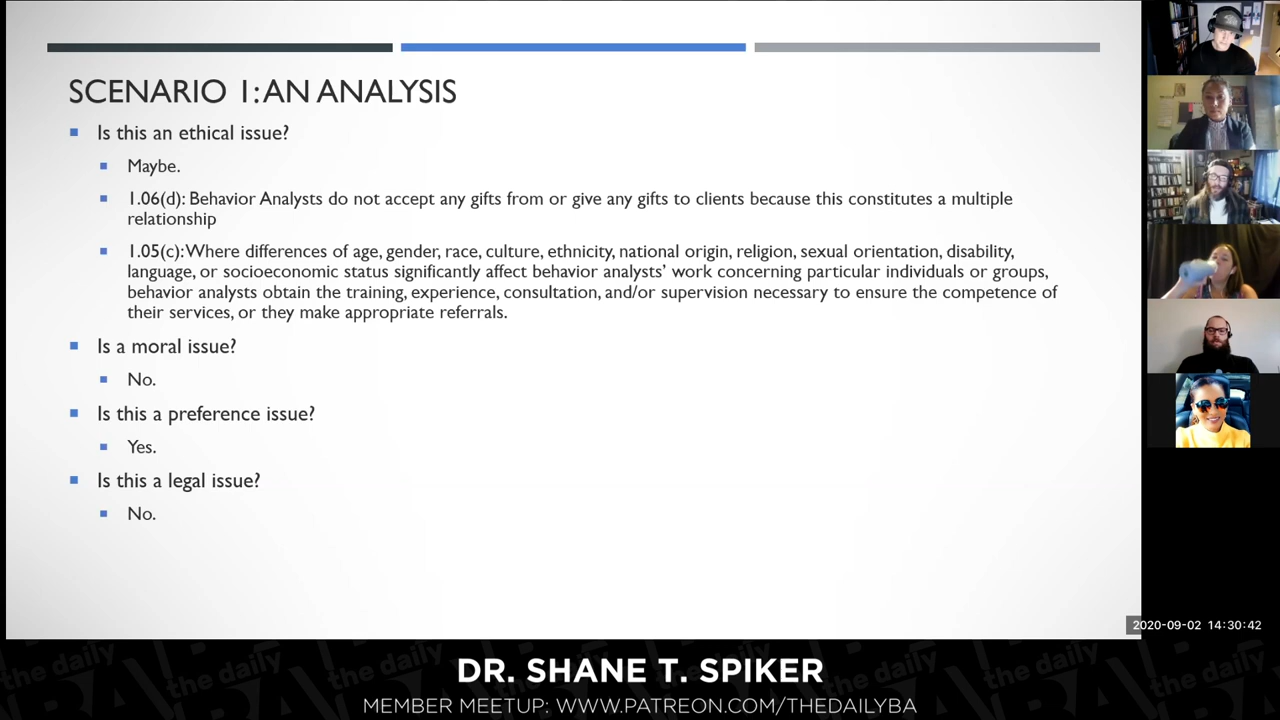 SCENARIO 1: AN ANALYSIS
Is this an ethical issue?
Maybe.
1.06(d): Behavior Analysts do not accept any gifts from or give any gifts to clients because this constitutes a multiple
relationship
1.05(c): Where differences of age, gender, race, culture, ethnicity, national origin, religion, sexual orientation, disability,
language, or socioeconomic status significantly affect behavior analysts' work concerning particular individuals or groups,
behavior analysts obtain the training, experience, consultation, and/or supervision necessary to ensure the competence of
their services, or they make appropriate referrals.
Is a moral issue?
No.
Is this a preference issue?
Yes.
Is this a legal issue?
No.
2020-09-02 14:30:42
DR. SHANE T. SPIKER
MEMBER MEETUP: WWW.PATREON.COM/THEDAILYBA
the daily
BA
the daily